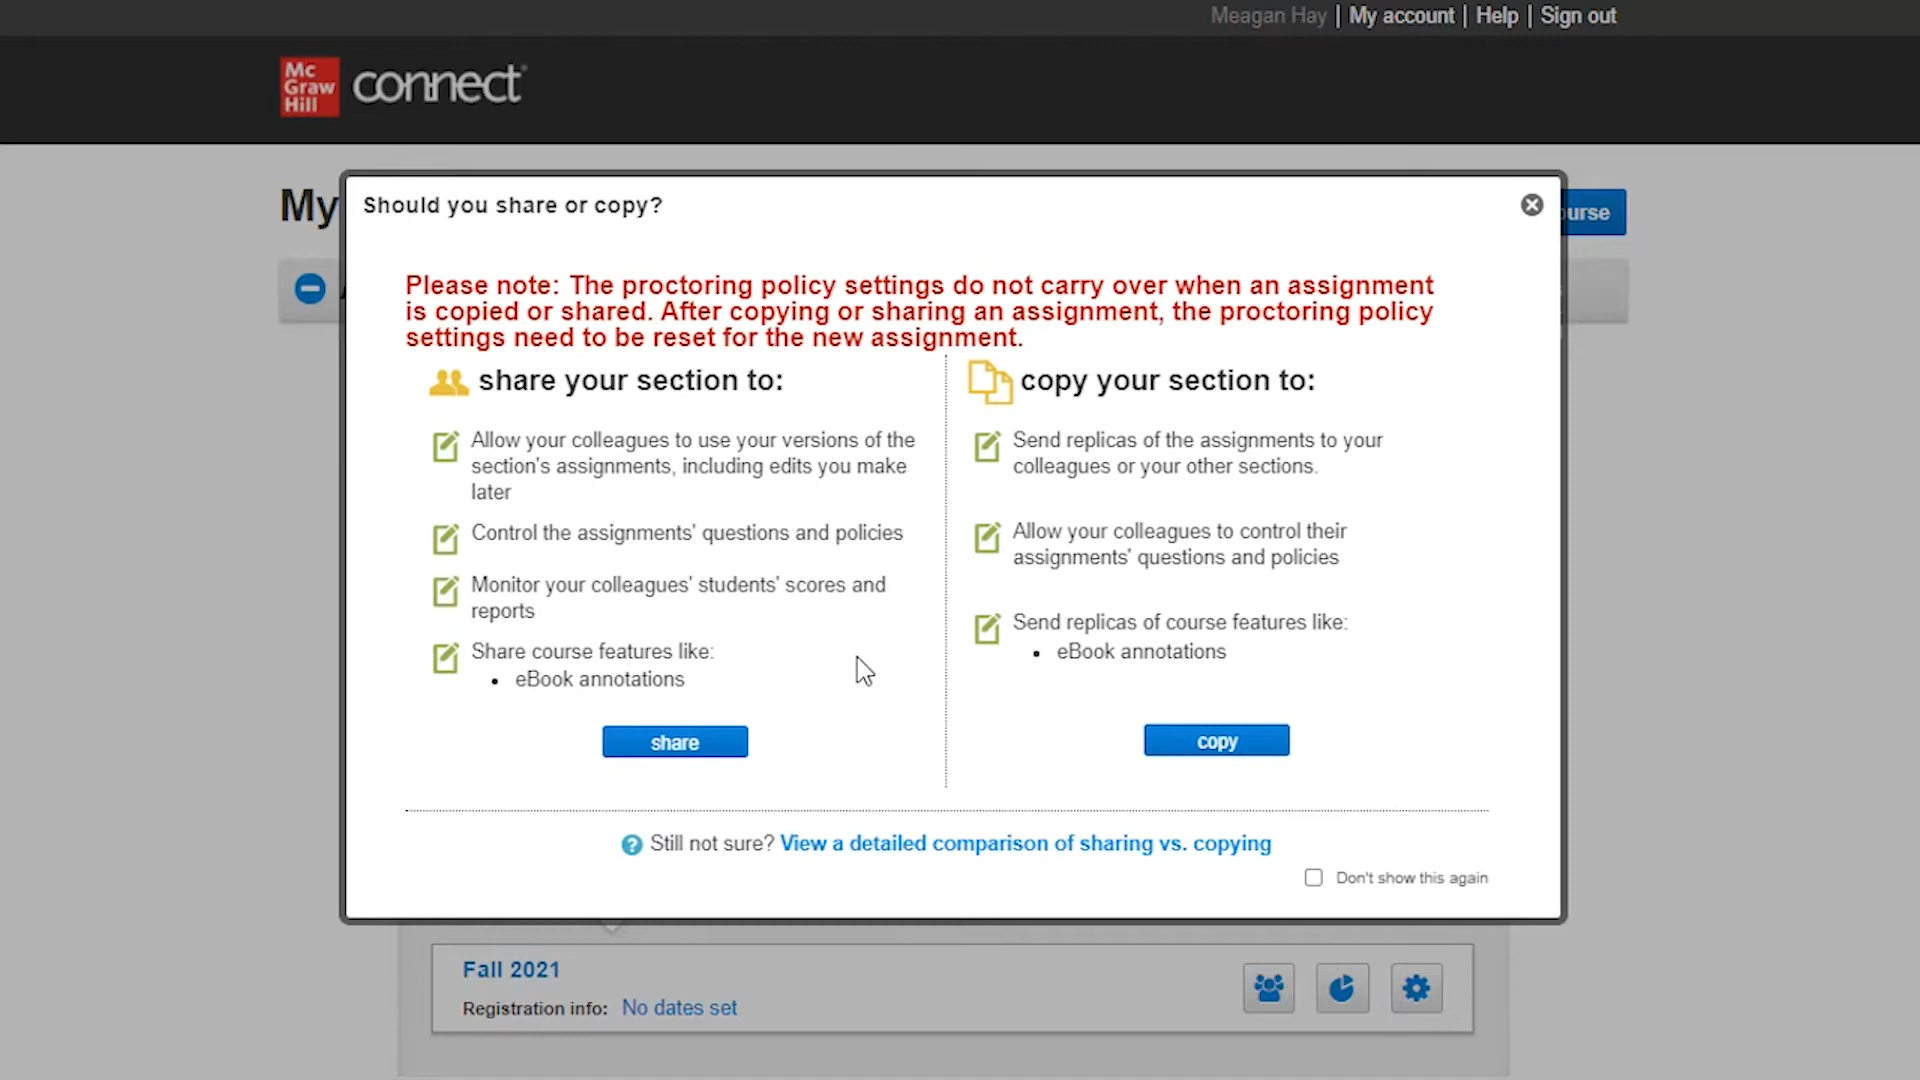 Meagan Hay | My account | Help | Sign out
Mc
Graw
Hill
connect
My
Should you share or copy?
urse
Please note: The proctoring policy settings do not carry over when an assignment
is copied or shared. After copying or sharing an assignment, the proctoring policy
settings need to be reset for the new assignment.
share your section to:
Allow your colleagues to use your versions of the
section's assignments, including edits you make
later
Control the assignments' questions and policies
Monitor your colleagues' students' scores and
reports
Share course features like:
• eBook annotations
share
copy your section to:
Send replicas of the assignments to your
colleagues or your other sections.
Allow your colleagues to control their
assignments' questions and policies
Send replicas of course features like:
• eBook annotations
copy
? Still not sure? View a detailed comparison of sharing vs. copying
Don't show this again
Fall 2021
Registration info: No dates set